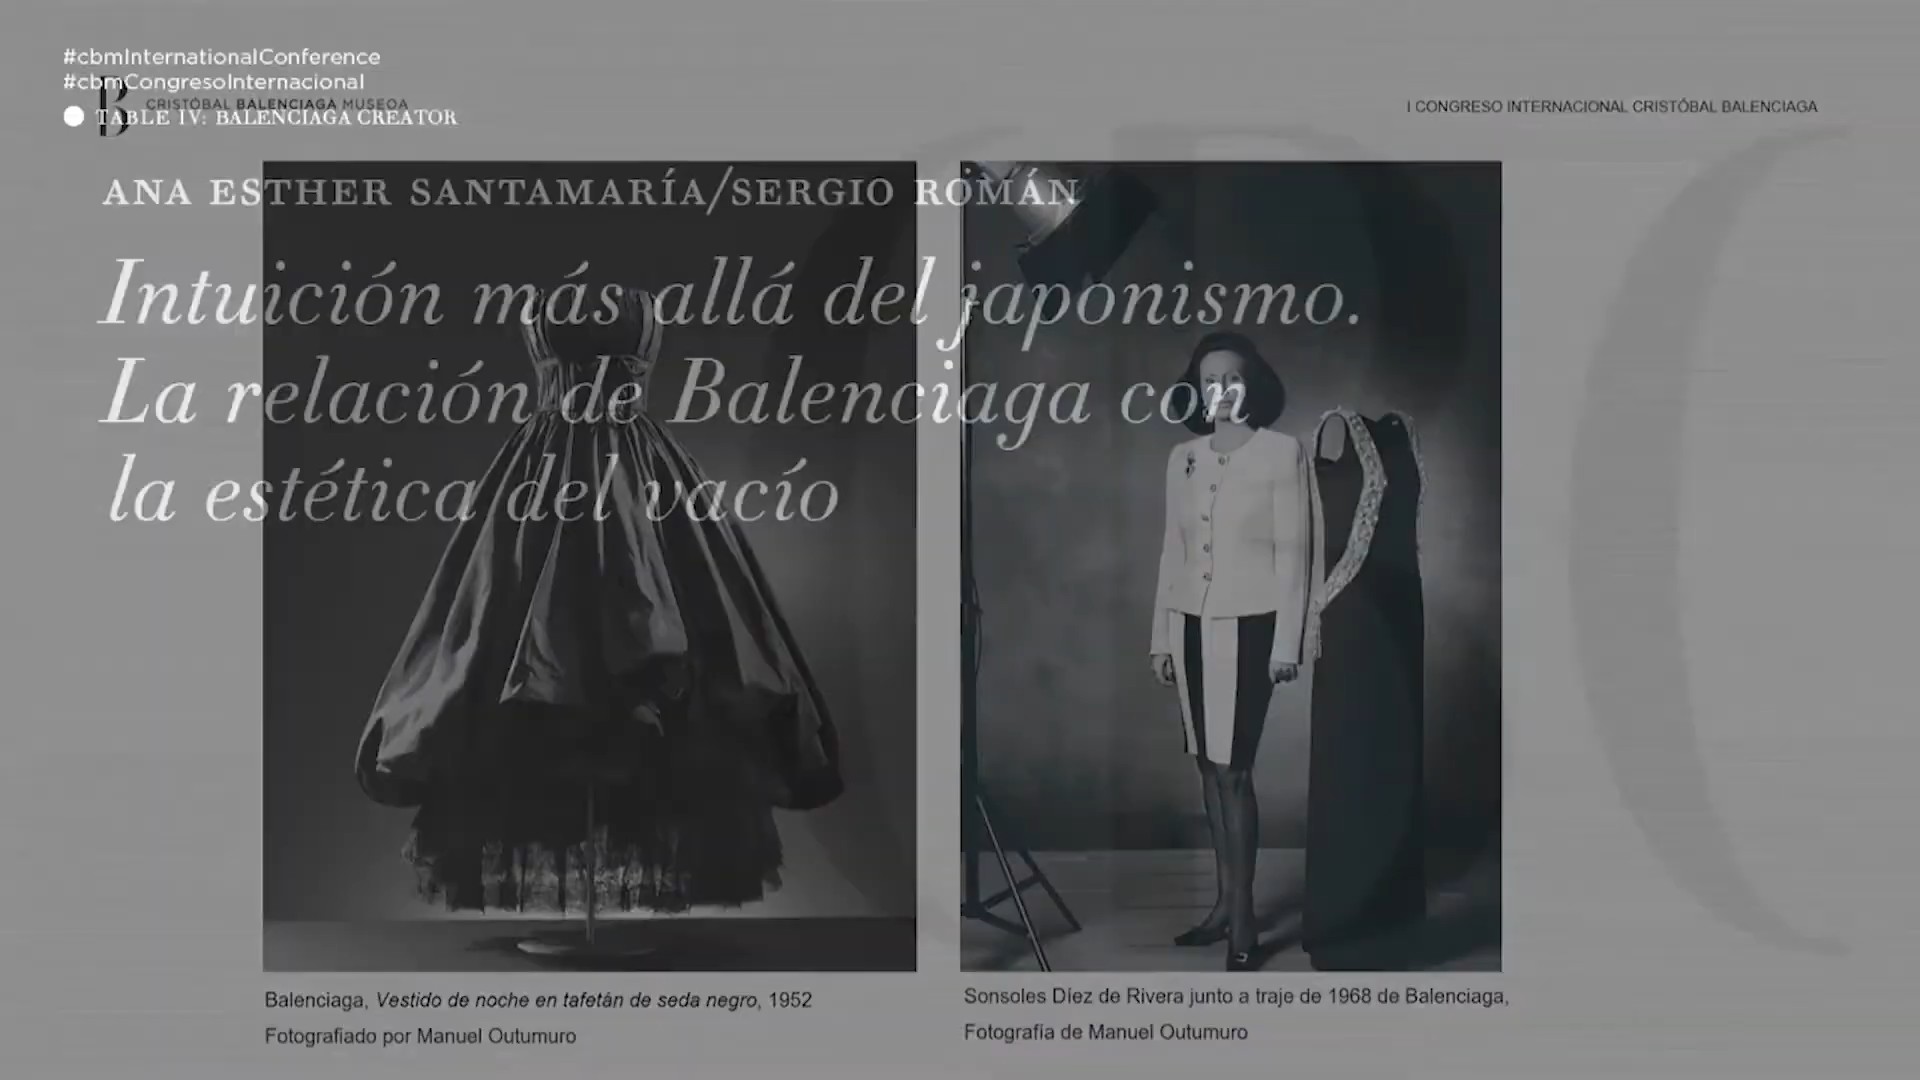 #cbmInternationalConference
#cbmCongresoInternacional
B
CRISTÓBAL BALENCIAGA MUSEOA
TABLE IV: BALENCIAGA CREATOR
I CONGRESO INTERNACIONAL CRISTÓBAL BALENCIAGA
ANA ESTHER SANTAMARÍA/SERGIO ROMÁN
Intuición más allá del japonismo.
La relación de Balenciaga con
la estética del vacío
Balenciaga, Vestido de noche en tafetán de seda negro, 1952
Fotografiado por Manuel Outumuro
Sonsoles Díez de Rivera junto a traje de 1968 de Balenciaga,
Fotografía de Manuel Outumuro